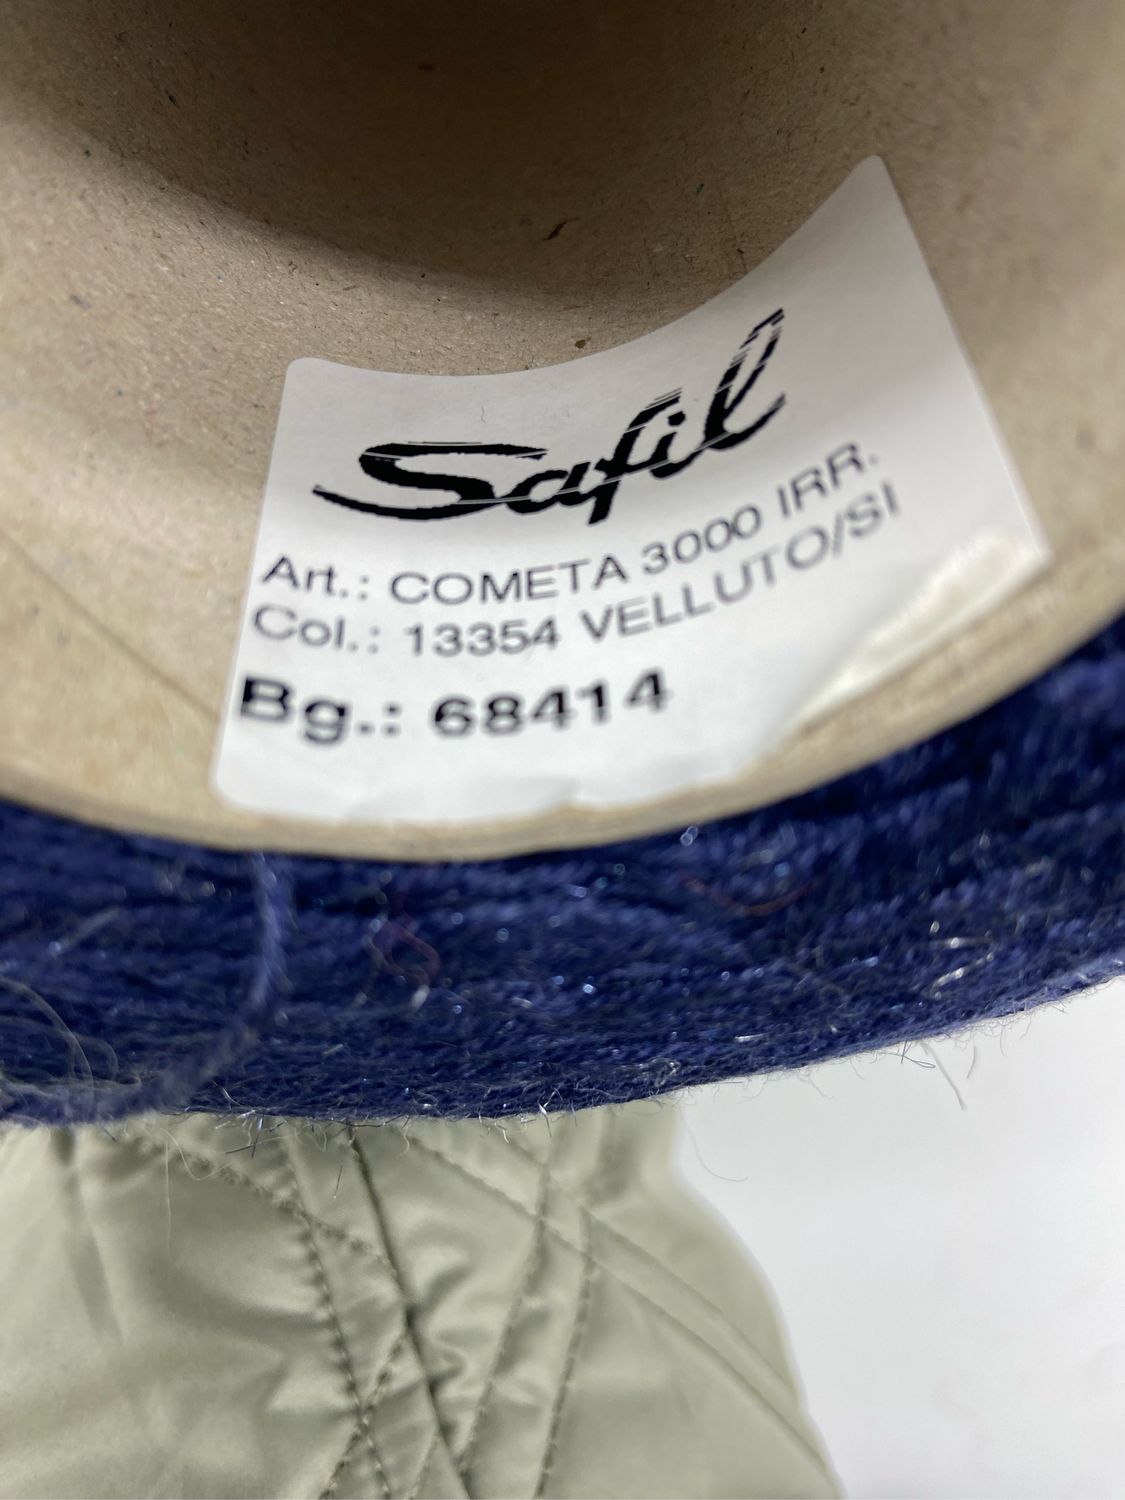 Safil
Art.: COMETA 3000 IRR.
Col.: 13354 VELLUTO/SI
Bg.: 68414